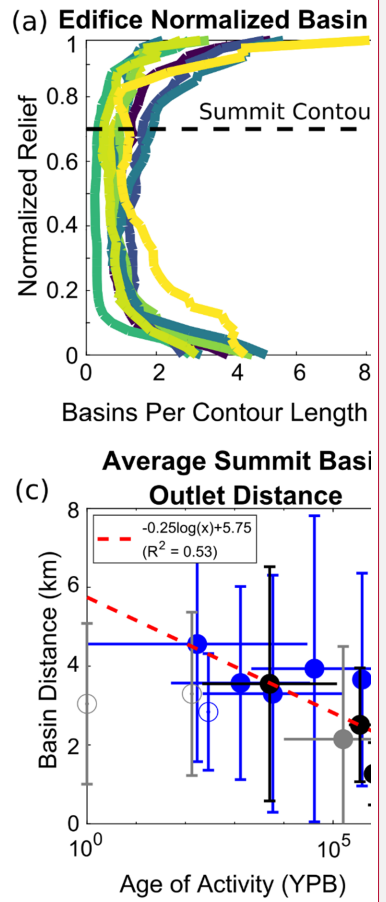 (a) Edifice Normalized Basin
1
0.8
Summit Contou
0.6
Normalized Relief
0.4
0.2
0
0 2 4 6 8
Basins Per Contour Length
Average Summit Basi
(c) Outlet Distance
8
-0.25log(x)+5.75
(R² = 0.53)
6
Basin Distance (km)
4
2
0
10⁰ 10⁵
Age of Activity (YPB)